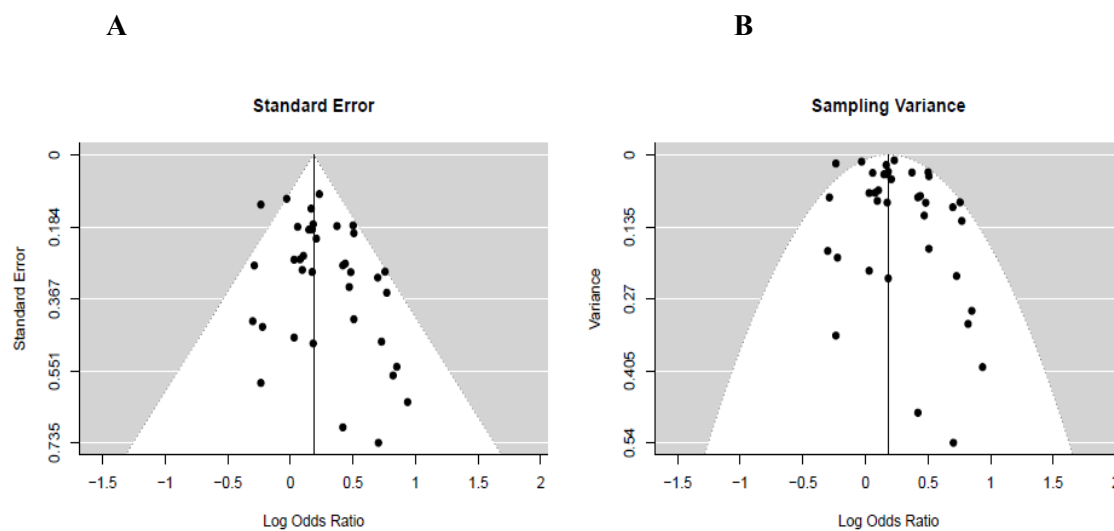 A
B
Standard Error
Sampling Variance
Standard Error
0
0.184
0.367
0.551
0.735
−1.5 −1 −0.5 0 0.5 1 1.5 2
Log Odds Ratio
Variance
0
0.135
0.27
0.405
0.54
−1.5 −1 −0.5 0 0.5 1 1.5 2
Log Odds Ratio